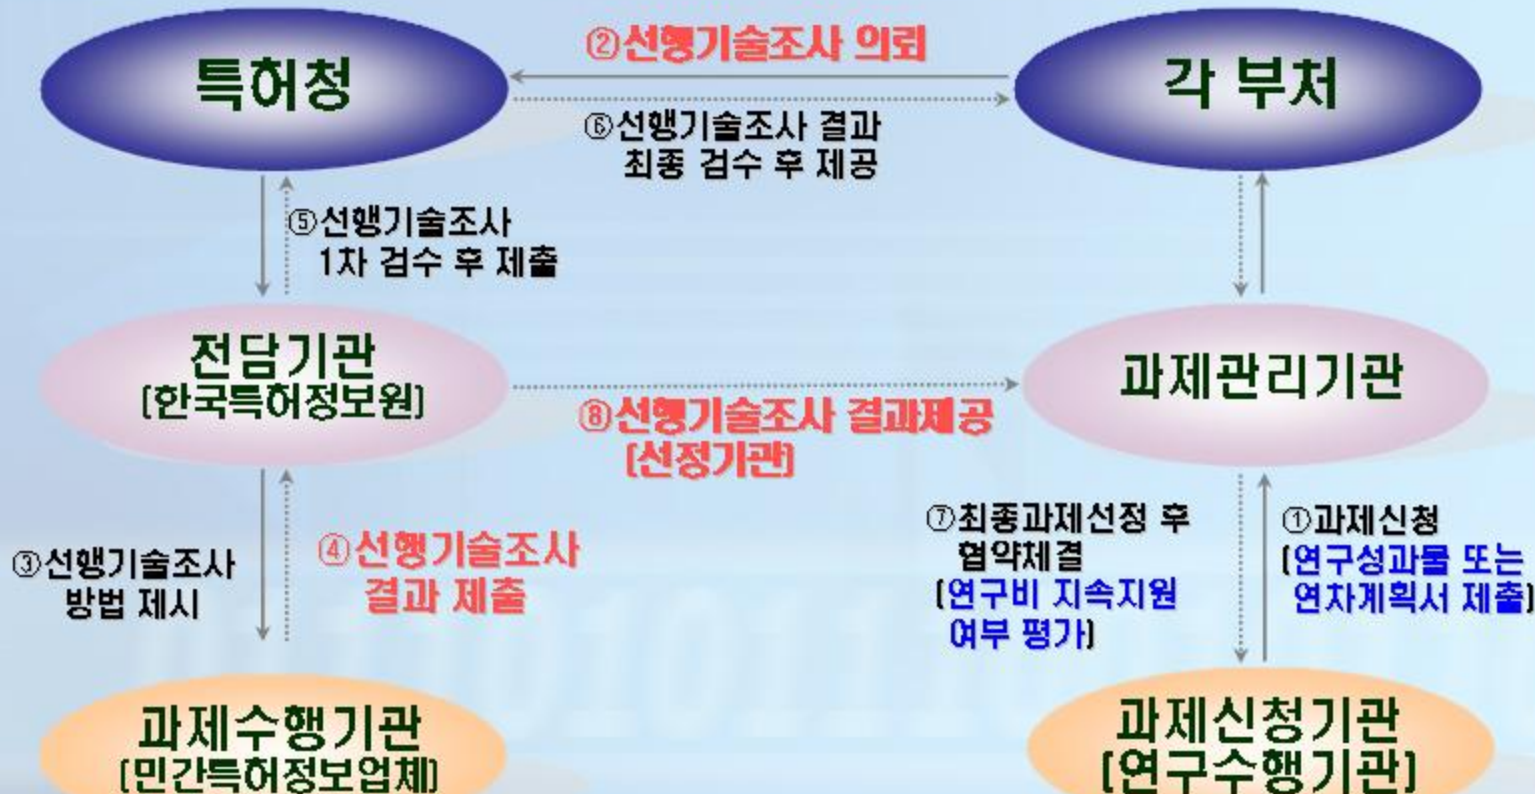 특허청
②선행기술조사 의뢰
각 부처
⑥선행기술조사 결과
최종 검수 후 제공
⑤선행기술조사
1차 검수 후 제출
전담기관
(한국특허정보원)
과제관리기관
⑧선행기술조사 결과제공
(선정기관)
③선행기술조사
방법 제시
④선행기술조사
결과 제출
⑦최종과제선정 후
협약체결
(연구비 지속지원
여부 평가)
①과제신청
(연구성과물 또는
연차계획서 제출)
과제수행기관
(민간특허정보업체)
과제신청기관
(연구수행기관)